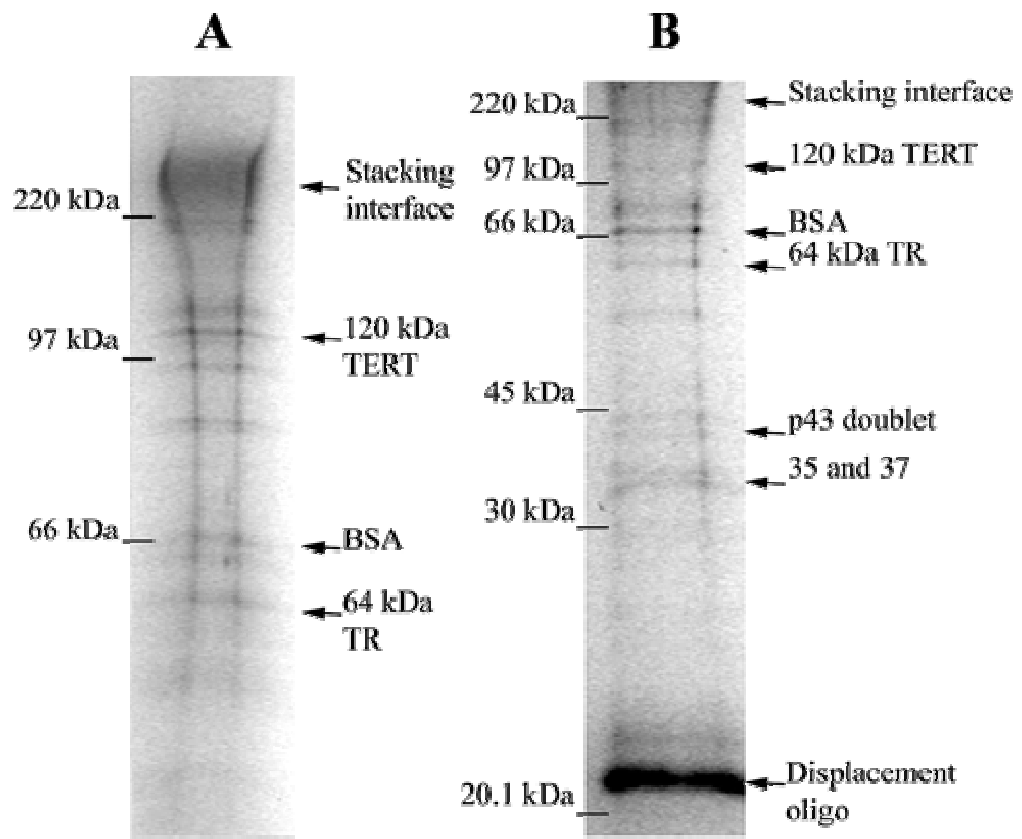 A
220 kDa
97 kDa
66 kDa
Stacking
interface
120 kDa
TERT
BSA
64 kDa
TR
B
220 kDa
97 kDa
66 kDa
45 kDa
30 kDa
20.1 kDa
Stacking interface
120 kDa TERT
BSA
64 kDa TR
p43 doublet
35 and 37
Displacement
oligo